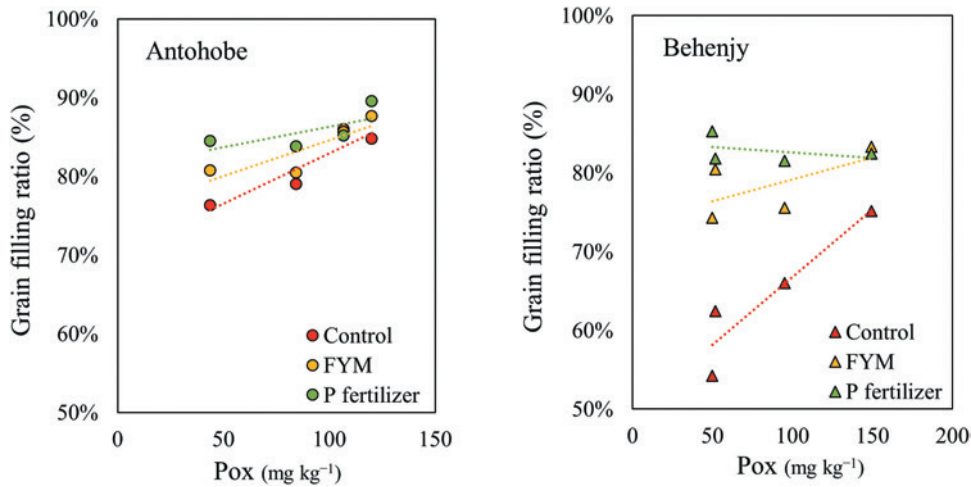 Antohobe
Grain filling ratio (%)
100%
90%
80%
70%
60%
50%
Control
FYM
P fertilizer
0
50
100
150
Pox (mg kg⁻¹)
Behenjy
Grain filling ratio (%)
100%
90%
80%
70%
60%
50%
Control
FYM
P fertilizer
0
50
100
150
200
Pox (mg kg⁻¹)